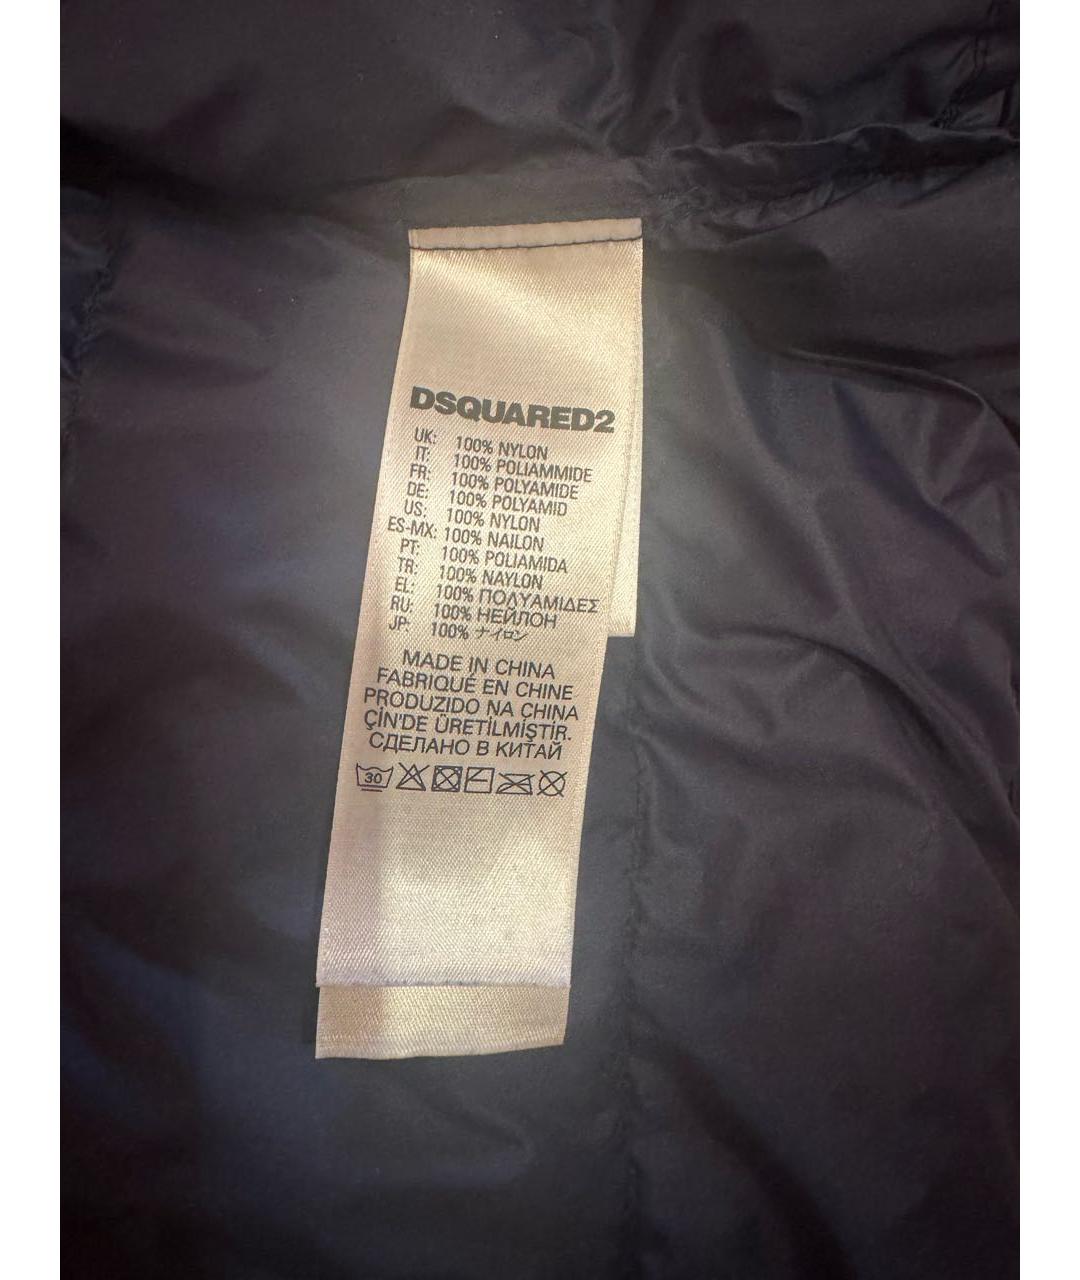 DSQUARED2
UK: 100% NYLON
IT: 100% POLIAMMIDE
FR: 100% POLYAMIDE
DE: 100% POLYAMID
US: 100% NYLON
ES-MX: 100% NAILON
PT: 100% POLIAMIDA
TR: 100% NAYLON
EL: 100% ΠΟΛΥΑΜΙΔΕΣ
RU: 100% НЕЙЛОН
JP: 100% ナイロン
MADE IN CHINA
FABRIQUÉ EN CHINE
PRODUZIDO NA CHINA
ÇİN'DE ÜRETİLMİŞTİR.
СДЕЛАНО В КИТАЙ
30